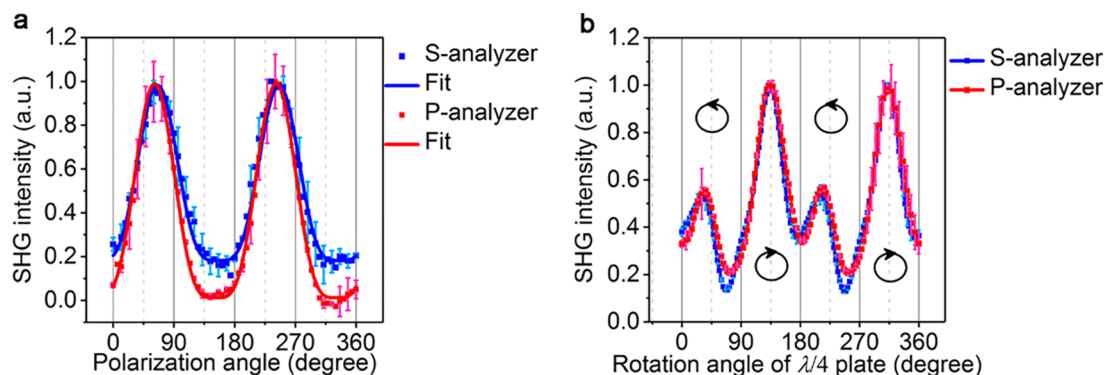 a
SHG intensity (a.u.)
1.2
1.0
0.8
0.6
0.4
0.2
0.0
0 90 180 270 360
Polarization angle (degree)
S-analyzer
Fit
P-analyzer
Fit
b
SHG intensity (a.u.)
1.2
1.0
0.8
0.6
0.4
0.2
0.0
0 90 180 270 360
Rotation angle of λ/4 plate (degree)
S-analyzer
P-analyzer